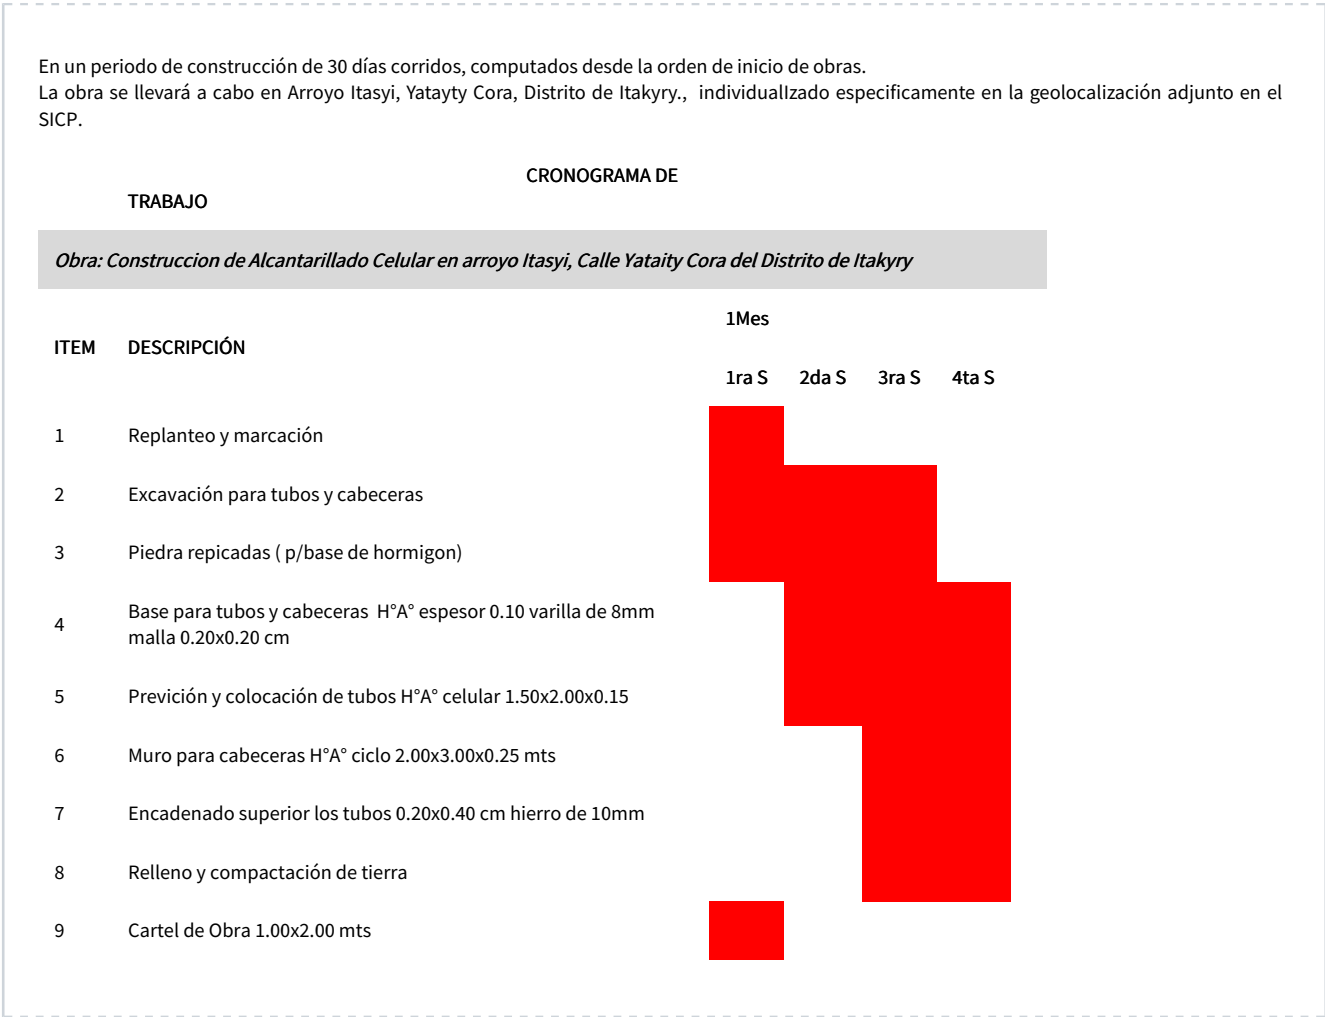 En un periodo de construcción de 30 días corridos, computados desde la orden de inicio de obras.
La obra se llevará a cabo en Arroyo Itasyi, Yatayty Cora, Distrito de Itakyry., individualIzado especificamente en la geolocalización adjunto en el
SICP.
CRONOGRAMA DE
TRABAJO
Obra: Construccion de Alcantarillado Celular en arroyo Itasyi, Calle Yataity Cora del Distrito de Itakyry
1Mes
ITEM DESCRIPCIÓN
1ra S 2da S 3ra S 4ta S
1 Replanteo y marcación
2 Excavación para tubos y cabeceras
3 Piedra repicadas ( p/base de hormigon)
4 Base para tubos y cabeceras H°A° espesor 0.10 varilla de 8mm
malla 0.20x0.20 cm
5 Previción y colocación de tubos H°A° celular 1.50x2.00x0.15
6 Muro para cabeceras H°A° ciclo 2.00x3.00x0.25 mts
7 Encadenado superior los tubos 0.20x0.40 cm hierro de 10mm
8 Relleno y compactación de tierra
9 Cartel de Obra 1.00x2.00 mts